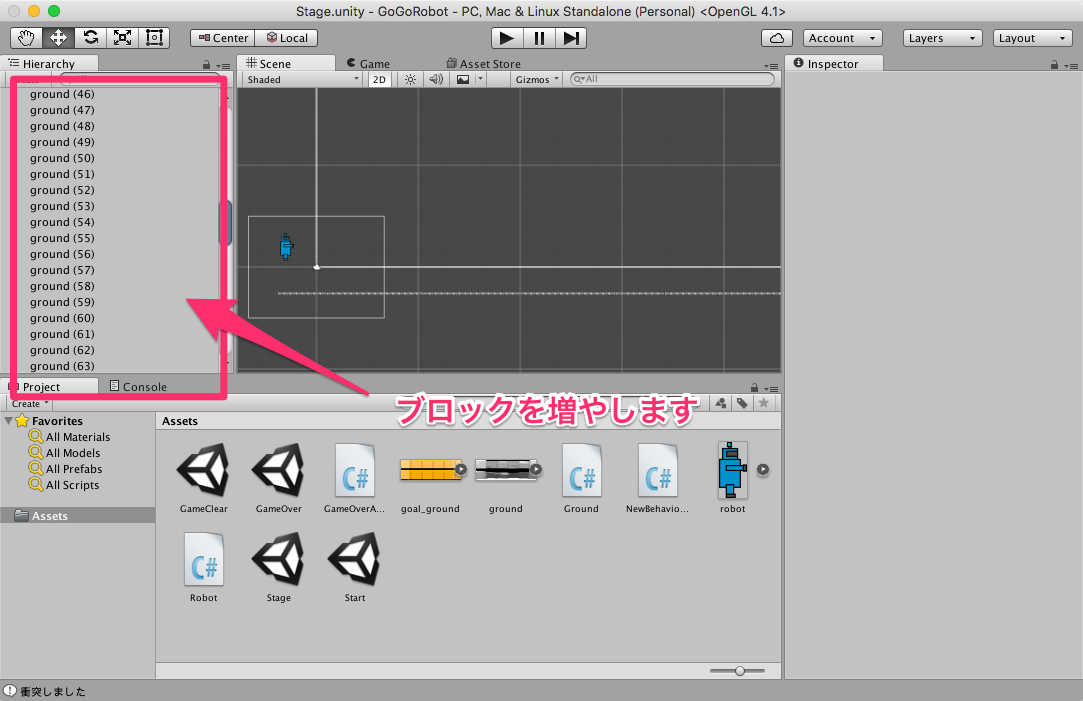 Stage.unity - GoGoRobot - PC, Mac & Linux Standalone (Personal) <OpenGL 4.1>
Center Local Account Layers Layout
Hierarchy
Scene Game Asset Store
Inspector
Shaded 2D Gizmos All
ground (46)
ground (47)
ground (48)
ground (49)
ground (50)
ground (51)
ground (52)
ground (53)
ground (54)
ground (55)
ground (56)
ground (57)
ground (58)
ground (59)
ground (60)
ground (61)
ground (62)
ground (63)
Project Console
Create
ブロックを増やします
Favorites
All Materials
All Models
All Prefabs
All Scripts
Assets
Assets
GameClear GameOver GameOverA... goal_ground ground Ground NewBehavio... robot
Robot Stage Start
衝突しました